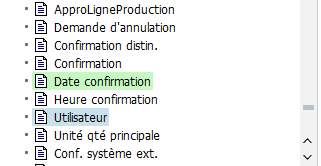 ApproLigneProduction
Demande d'annulation
Confirmation distin.
Confirmation
Date confirmation
Heure confirmation
Utilisateur
Unité qté principale
Conf. système ext.